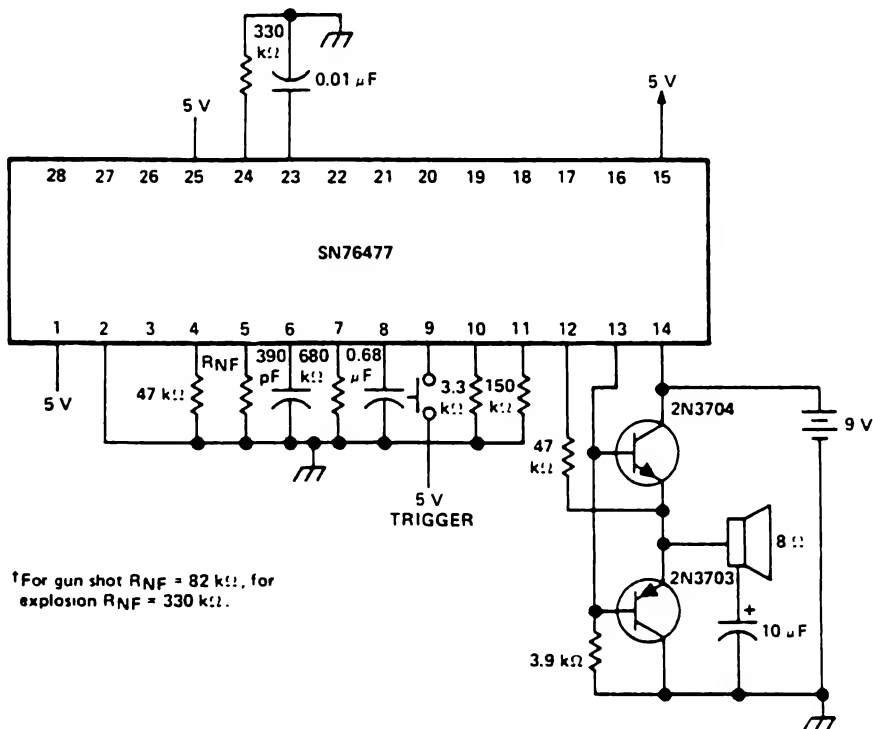 330
kΩ
0.01 µF
5 V
5 V
28 27 26 25 24 23 22 21 20 19 18 17 16 15
SN76477
1 2 3 4 5 6 7 8 9 10 11 12 13 14
5 V
47 kΩ
RNF
390
pF
680
kΩ
0.68
µF
3.3
kΩ
150
kΩ
5 V
TRIGGER
47
kΩ
2N3704
9 V
8 Ω
2N3703
+
10 µF
3.9 kΩ
†For gun shot RNF = 82 kΩ, for
explosion RNF = 330 kΩ.